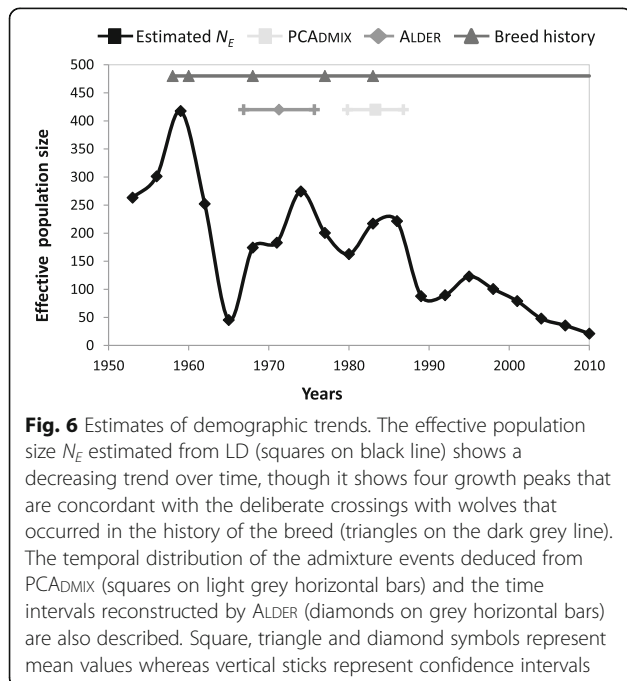 Estimated N_E PCADMIX ALDER Breed history
500
450
400
350
300
250
200
150
100
50
0
Effective population size
1950 1960 1970 1980 1990 2000 2010
Years
Fig. 6 Estimates of demographic trends. The effective population
size N_E estimated from LD (squares on black line) shows a
decreasing trend over time, though it shows four growth peaks that
are concordant with the deliberate crossings with wolves that
occurred in the history of the breed (triangles on the dark grey line).
The temporal distribution of the admixture events deduced from
PCADMIX (squares on light grey horizontal bars) and the time
intervals reconstructed by ALDER (diamonds on grey horizontal bars)
are also described. Square, triangle and diamond symbols represent
mean values whereas vertical sticks represent confidence intervals